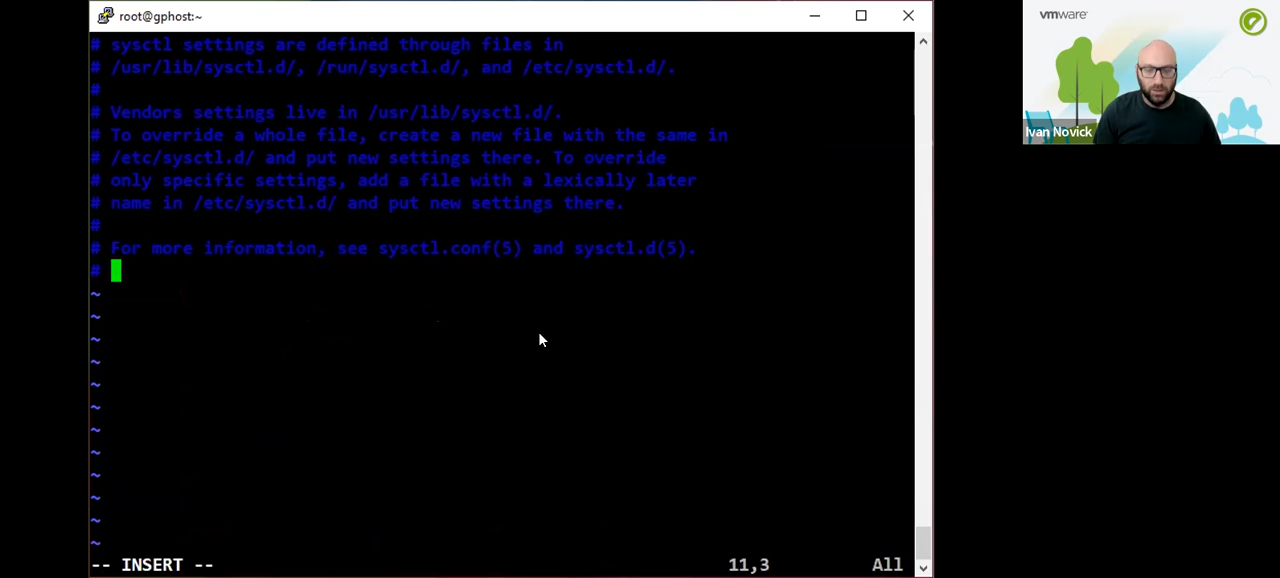 root@gphost:~
# sysctl settings are defined through files in
# /usr/lib/sysctl.d/, /run/sysctl.d/, and /etc/sysctl.d/.
#
# Vendors settings live in /usr/lib/sysctl.d/.
# To override a whole file, create a new file with the same in
# /etc/sysctl.d/ and put new settings there. To override
# only specific settings, add a file with a lexically later
# name in /etc/sysctl.d/ and put new settings there.
#
# For more information, see sysctl.conf(5) and sysctl.d(5).
#
~
~
~
~
~
~
~
~
~
~
~
~
-- INSERT -- 11,3 All
vmware
Ivan Novick